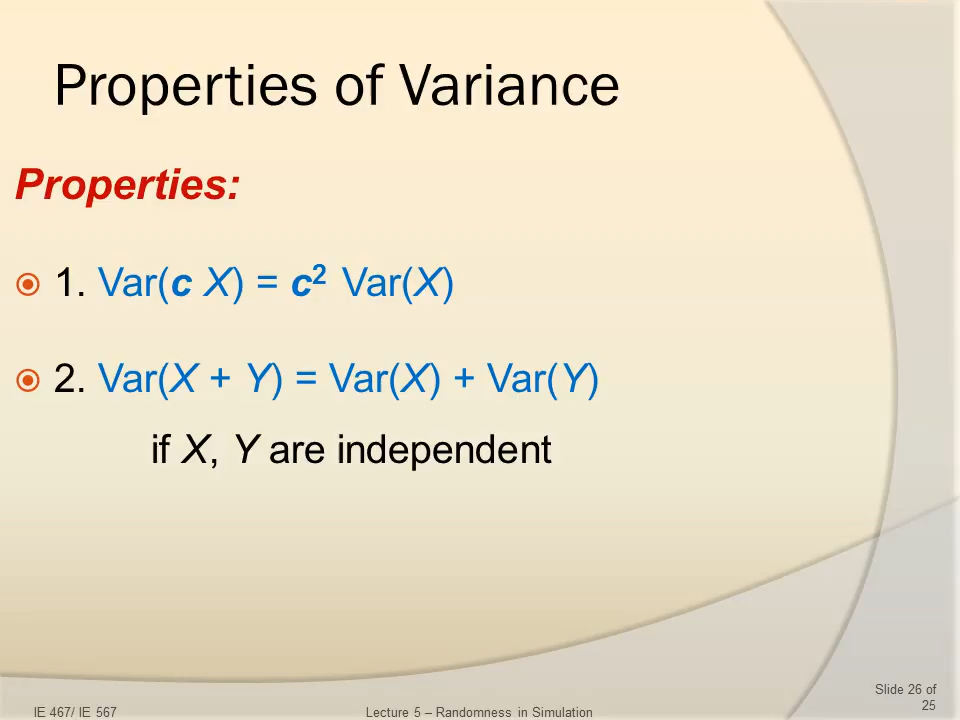 Properties of Variance
Properties:
1. Var(c X) = c² Var(X)
2. Var(X + Y) = Var(X) + Var(Y)
if X, Y are independent
Slide 26 of
25
IE 467/ IE 567
Lecture 5 – Randomness in Simulation